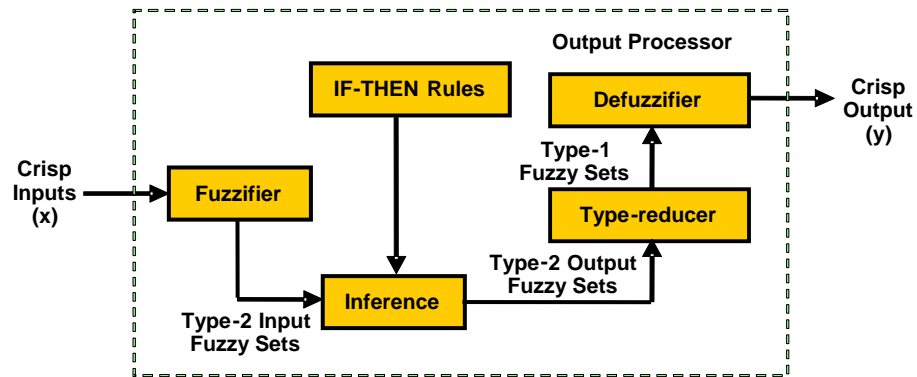 Output Processor
IF-THEN Rules
Defuzzifier
Crisp
Output
(y)
Type-1
Fuzzy Sets
Crisp
Inputs
(x)
Fuzzifier
Type-reducer
Type-2 Output
Fuzzy Sets
Inference
Type-2 Input
Fuzzy Sets